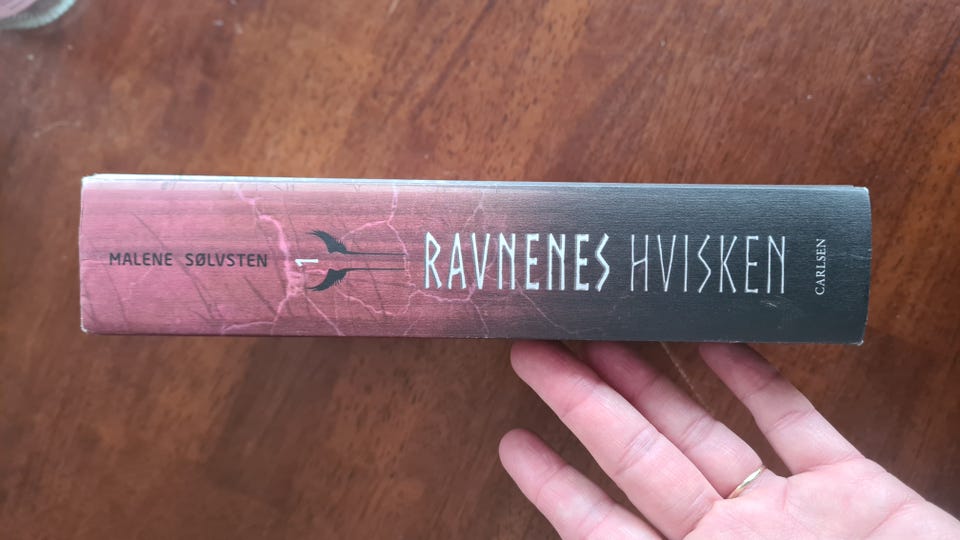 MALENE SØLVSTEN
1
RAVNENES HVISKEN
CARLSEN